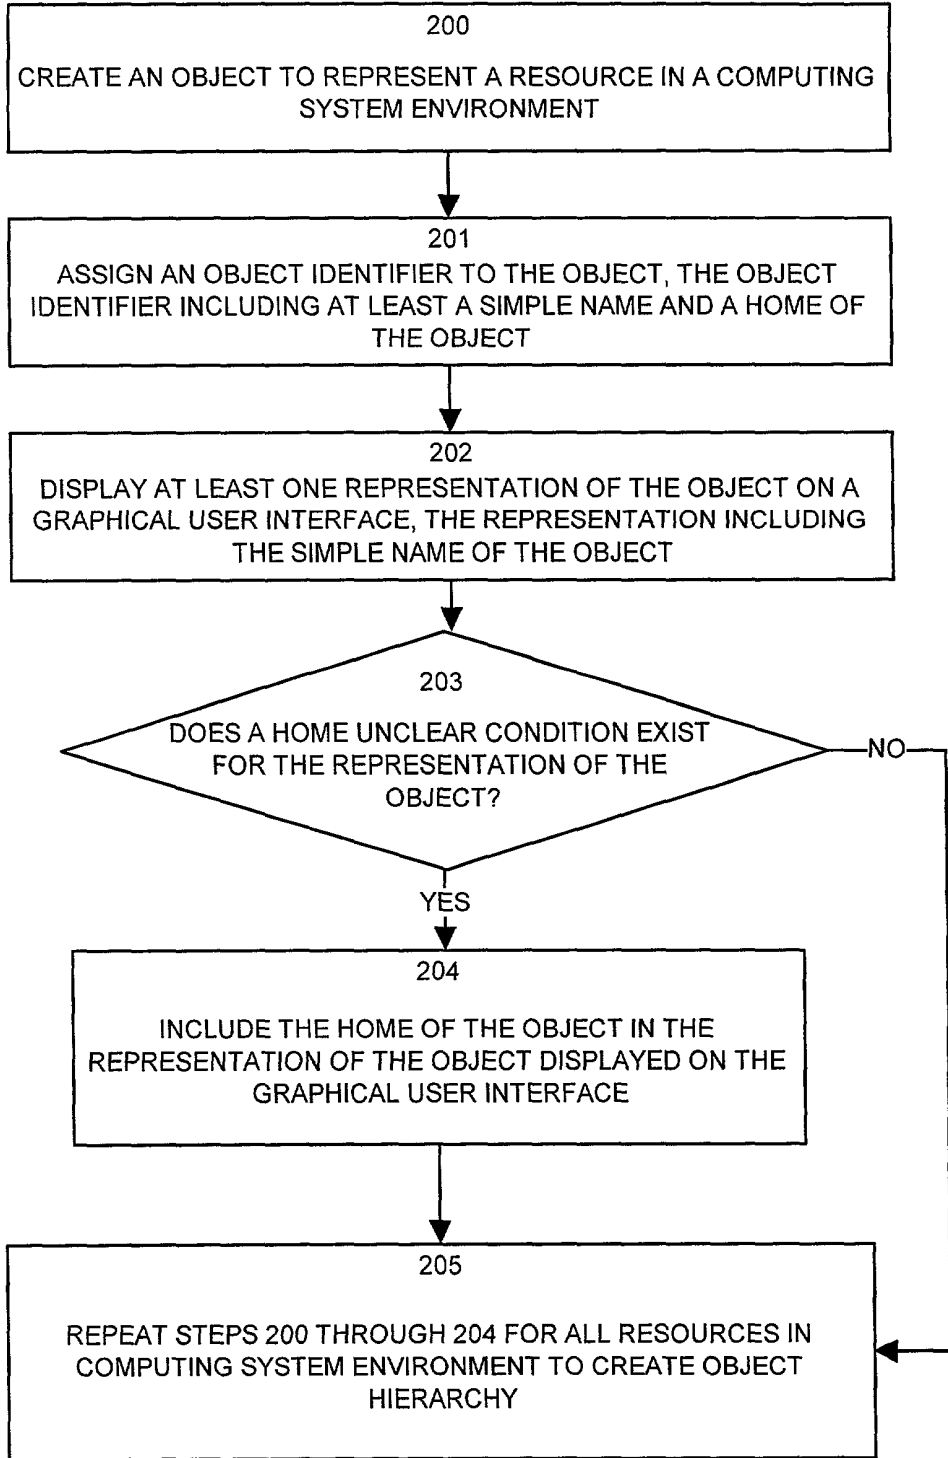 200
CREATE AN OBJECT TO REPRESENT A RESOURCE IN A COMPUTING
SYSTEM ENVIRONMENT
201
ASSIGN AN OBJECT IDENTIFIER TO THE OBJECT, THE OBJECT
IDENTIFIER INCLUDING AT LEAST A SIMPLE NAME AND A HOME OF
THE OBJECT
202
DISPLAY AT LEAST ONE REPRESENTATION OF THE OBJECT ON A
GRAPHICAL USER INTERFACE, THE REPRESENTATION INCLUDING
THE SIMPLE NAME OF THE OBJECT
203
DOES A HOME UNCLEAR CONDITION EXIST
FOR THE REPRESENTATION OF THE
OBJECT?
NO
YES
204
INCLUDE THE HOME OF THE OBJECT IN THE
REPRESENTATION OF THE OBJECT DISPLAYED ON THE
GRAPHICAL USER INTERFACE
205
REPEAT STEPS 200 THROUGH 204 FOR ALL RESOURCES IN
COMPUTING SYSTEM ENVIRONMENT TO CREATE OBJECT
HIERARCHY